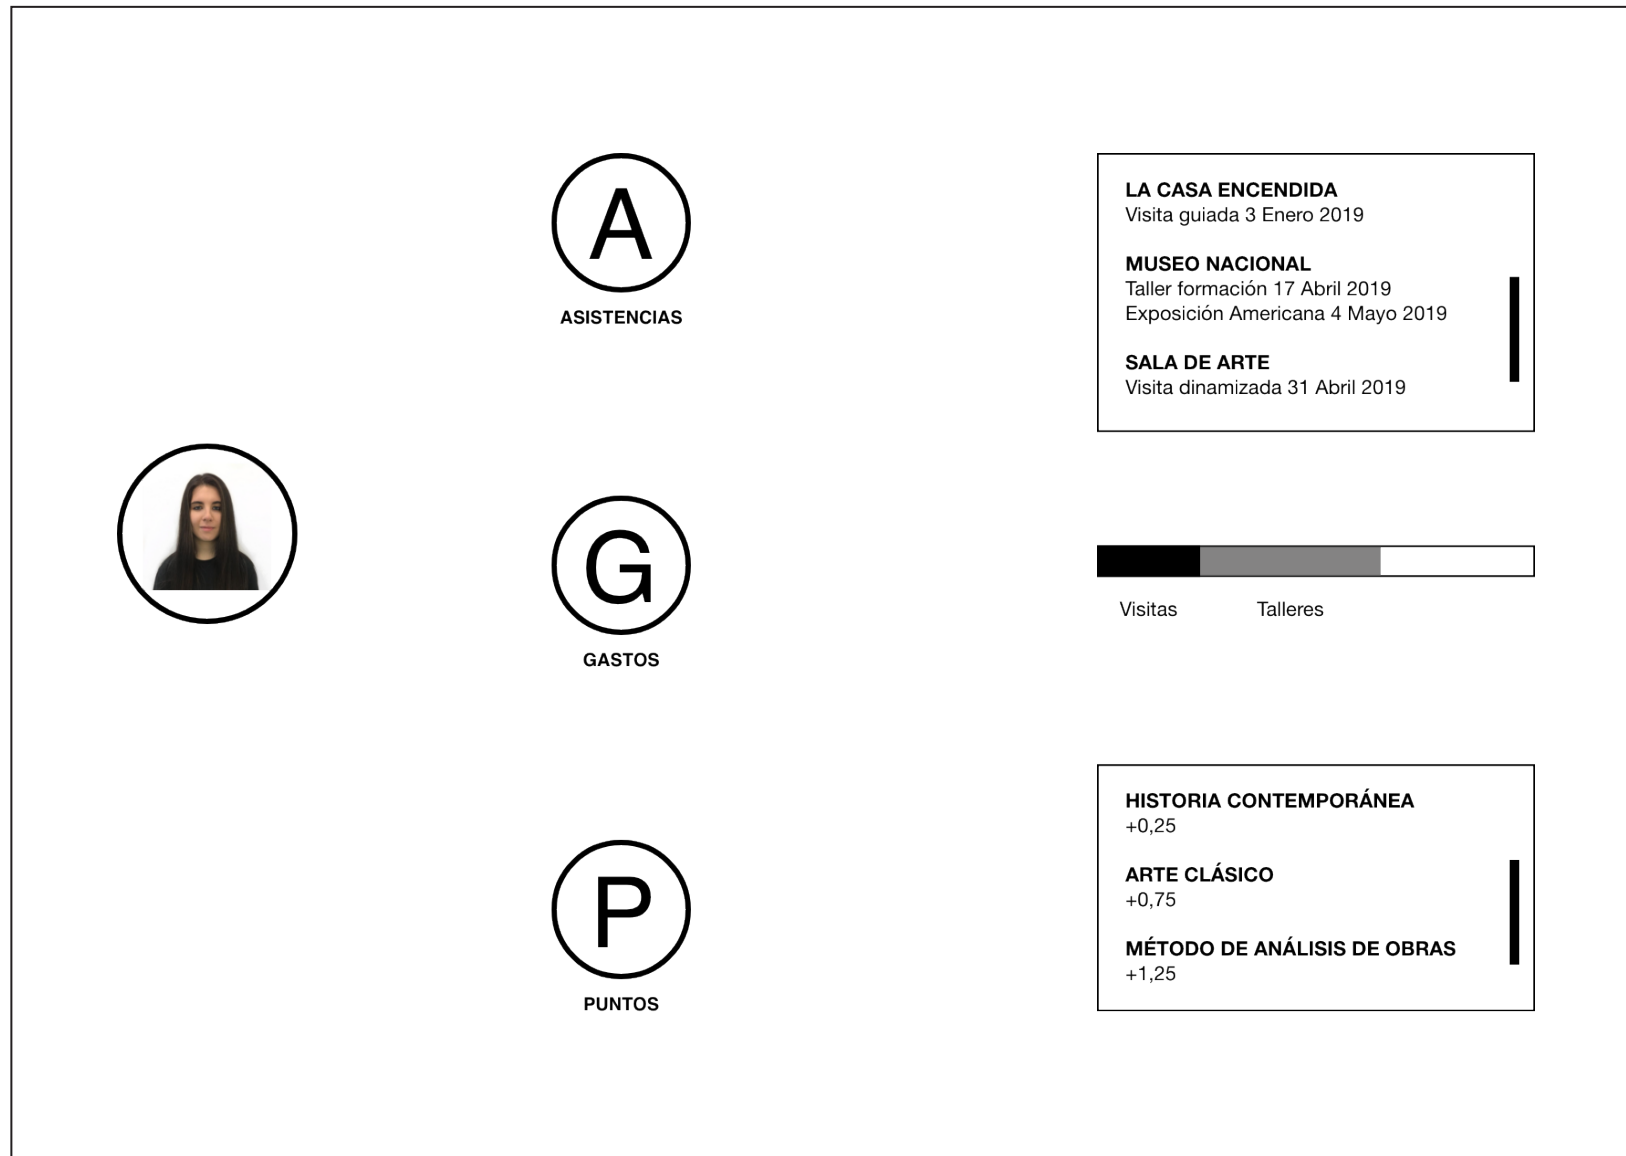 A
ASISTENCIAS
LA CASA ENCENDIDA
Visita guiada 3 Enero 2019
MUSEO NACIONAL
Taller formación 17 Abril 2019
Exposición Americana 4 Mayo 2019
SALA DE ARTE
Visita dinamizada 31 Abril 2019
G
GASTOS
Visitas
Talleres
P
PUNTOS
HISTORIA CONTEMPORÁNEA
+0,25
ARTE CLÁSICO
+0,75
MÉTODO DE ANÁLISIS DE OBRAS
+1,25